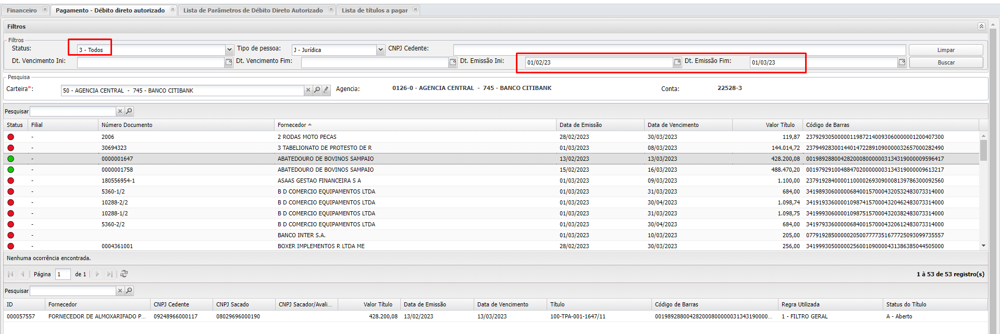 Financeiro Pagamento - Débito direto autorizado Lista de Parâmetros de Débito Direto Autorizado Lista de títulos a pagar
Filtros
Filtros
Status: 3 - Todos Tipo de pessoa: J - Jurídica CNPJ Cedente: Limpar
Dt. Vencimento Ini: Dt. Vencimento Fim: Dt. Emissão Ini: 01/02/23 Dt. Emissão Fim: 01/03/23 Buscar
Pesquisa
Carteira*: 50 - AGENCIA CENTRAL - 745 - BANCO CITIBANK Agencia: 0126-0 - AGENCIA CENTRAL - 745 - BANCO CITIBANK Conta: 22528-3
Pesquisar
Status Filial Número Documento Fornecedor Data de Emissão Data de Vencimento Valor Título Código de Barras
- 2006 2 RODAS MOTO PECAS 28/02/2023 30/03/2023 119,87 23792930500000119872140093060000001200407300
- 30694323 3 TABELIONATO DE PROTESTO DE R 01/03/2023 08/03/2023 144.014,72 23794928300144014722891090000032657000282490
- 0000001647 ABATEDOURO DE BOVINOS SAMPAIO 13/02/2023 13/03/2023 428.200,08 00198928800428200080000003134319000009596417
- 0000001758 ABATEDOURO DE BOVINOS SAMPAIO 15/02/2023 16/03/2023 488.470,20 00197929100488470200000003134319000009613217
- 180556954-1 ASAAS GESTAO FINANCEIRA S A 01/03/2023 09/03/2023 1.100,00 23791928400001100002693090008139786300092560
- 5360-1/2 B D COMERCIO EQUIPAMENTOS LTDA 01/03/2023 31/03/2023 684,00 34198930600000684001570004320532483073314000
- 10288-2/2 B D COMERCIO EQUIPAMENTOS LTDA 01/03/2023 30/04/2023 1.098,74 34191933600001098741570004320462483073314000
- 10288-1/2 B D COMERCIO EQUIPAMENTOS LTDA 01/03/2023 31/03/2023 1.098,75 34199930600001098751570004320382483073314000
- 5360-2/2 B D COMERCIO EQUIPAMENTOS LTDA 01/03/2023 30/04/2023 684,00 34197933600000684001570004320612483073314000
- BANCO INTER S.A. 01/03/2023 10/03/2023 205,00 07791928500000205007777351677725093099735557
- 0004361001 BOXER IMPLEMENTOS R LTDA ME 28/02/2023 30/03/2023 256,00 34199930500000256001090000431386385044505000
Nenhuma ocorrência encontrada.
Página 1 de 1 1 à 53 de 53 registro(s)
Pesquisar
ID Fornecedor CNPJ Cedente CNPJ Sacado CNPJ Sacador/Avali... Valor Título Data de Emissão Data de Vencimento Título Código de Barras Regra Utilizada Status do Título
000057557 FORNECEDOR DE ALMOXARIFADO P... 09248966000117 08029696000190 428.200,08 13/02/2023 13/03/2023 100-TPA-001-1647/11 00198928800428200080000003134319000... 1 - FILTRO GERAL A - Aberto